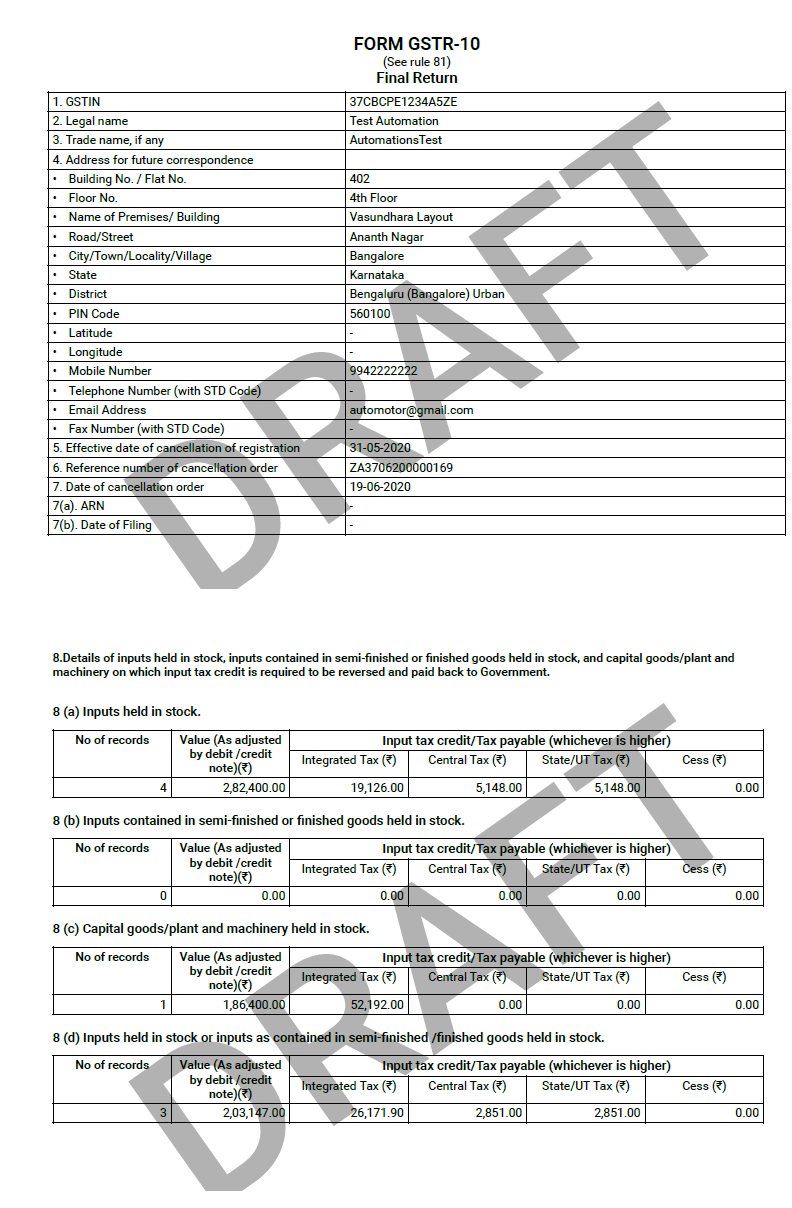 FORM GSTR-10
(See rule 81)
Final Return
1. GSTIN 37CBCPE1234A5ZE
2. Legal name Test Automation
3. Trade name, if any AutomationsTest
4. Address for future correspondence
• Building No. / Flat No. 402
• Floor No. 4th Floor
• Name of Premises/ Building Vasundhara Layout
• Road/Street Ananth Nagar
• City/Town/Locality/Village Bangalore
• State Karnataka
• District Bengaluru (Bangalore) Urban
• PIN Code 560100
• Latitude -
• Longitude -
• Mobile Number 9942222222
• Telephone Number (with STD Code) -
• Email Address automotor@gmail.com
• Fax Number (with STD Code) -
5. Effective date of cancellation of registration 31-05-2020
6. Reference number of cancellation order ZA3706200000169
7. Date of cancellation order 19-06-2020
7(a). ARN -
7(b). Date of Filing -
DRAFT
8.Details of inputs held in stock, inputs contained in semi-finished or finished goods held in stock, and capital goods/plant and
machinery on which input tax credit is required to be reversed and paid back to Government.
8 (a) Inputs held in stock.
No of records Value (As adjusted by debit /credit note)(₹) Input tax credit/Tax payable (whichever is higher)
Integrated Tax (₹) Central Tax (₹) State/UT Tax (₹) Cess (₹)
4 2,82,400.00 19,126.00 5,148.00 5,148.00 0.00
8 (b) Inputs contained in semi-finished or finished goods held in stock.
No of records Value (As adjusted by debit /credit note)(₹) Input tax credit/Tax payable (whichever is higher)
Integrated Tax (₹) Central Tax (₹) State/UT Tax (₹) Cess (₹)
0 0.00 0.00 0.00 0.00 0.00
8 (c) Capital goods/plant and machinery held in stock.
No of records Value (As adjusted by debit /credit note)(₹) Input tax credit/Tax payable (whichever is higher)
Integrated Tax (₹) Central Tax (₹) State/UT Tax (₹) Cess (₹)
1 1,86,400.00 52,192.00 0.00 0.00 0.00
8 (d) Inputs held in stock or inputs as contained in semi-finished /finished goods held in stock.
No of records Value (As adjusted by debit /credit note)(₹) Input tax credit/Tax payable (whichever is higher)
Integrated Tax (₹) Central Tax (₹) State/UT Tax (₹) Cess (₹)
3 2,03,147.00 26,171.90 2,851.00 2,851.00 0.00
DRAFT